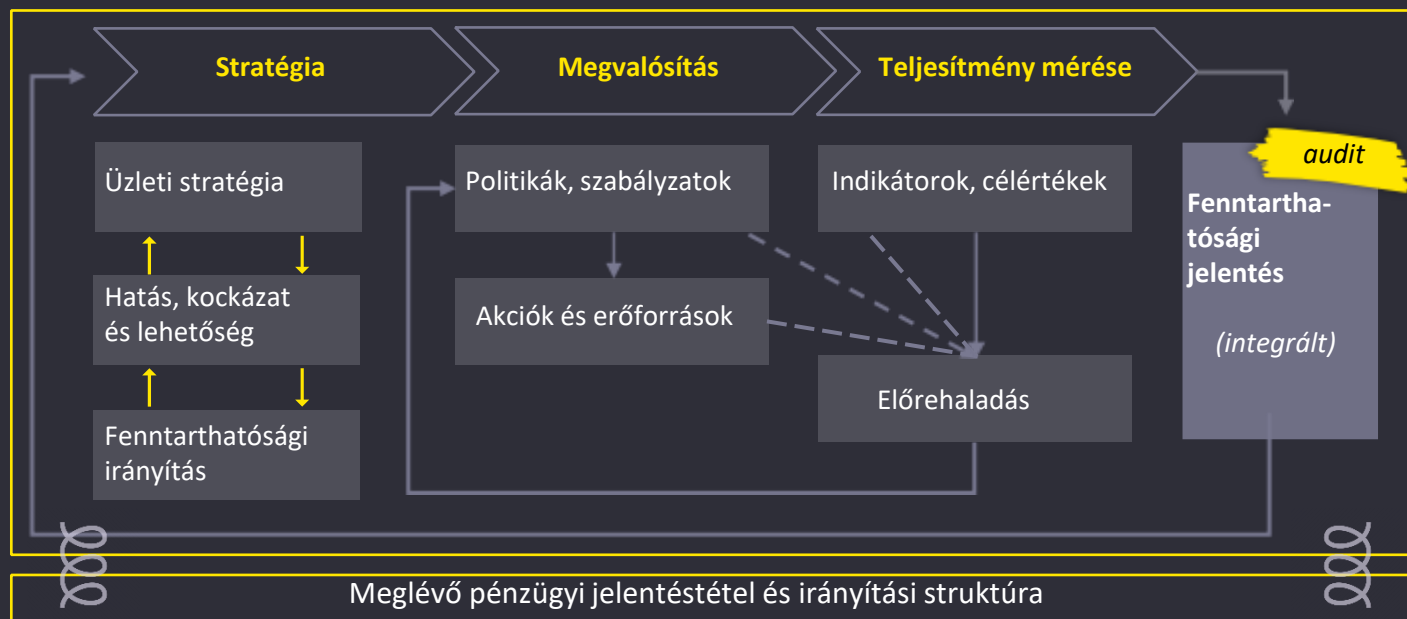 Stratégia
Megvalósítás
Teljesítmény mérése
Üzleti stratégia
Hatás, kockázat
és lehetőség
Fenntarthatósági
irányítás
Politikák, szabályzatok
Akciók és erőforrások
Indikátorok, célértékek
Előrehaladás
audit
Fenntartha-
tósági
jelentés
(integrált)
Meglévő pénzügyi jelentéstétel és irányítási struktúra